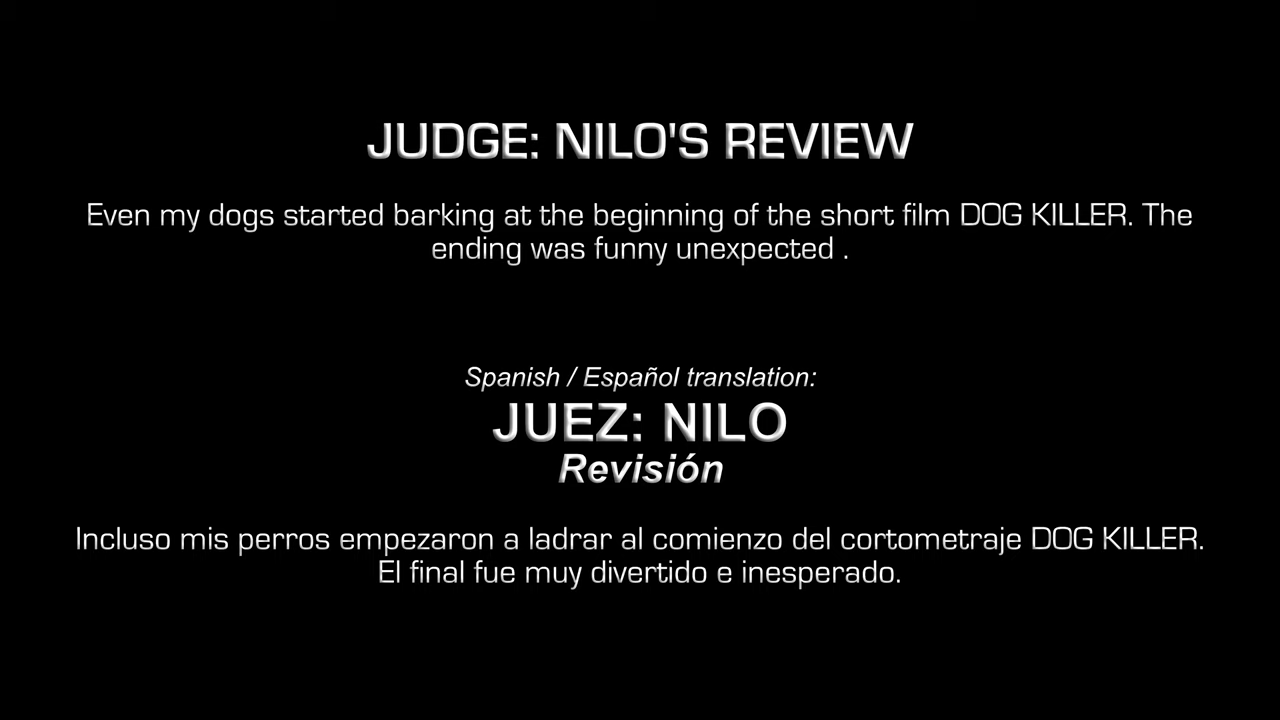 JUDGE: NILO'S REVIEW
Even my dogs started barking at the beginning of the short film DOG KILLER. The
ending was funny unexpected .
Spanish / Español translation:
JUEZ: NILO
Revisión
Incluso mis perros empezaron a ladrar al comienzo del cortometraje DOG KILLER.
El final fue muy divertido e inesperado.